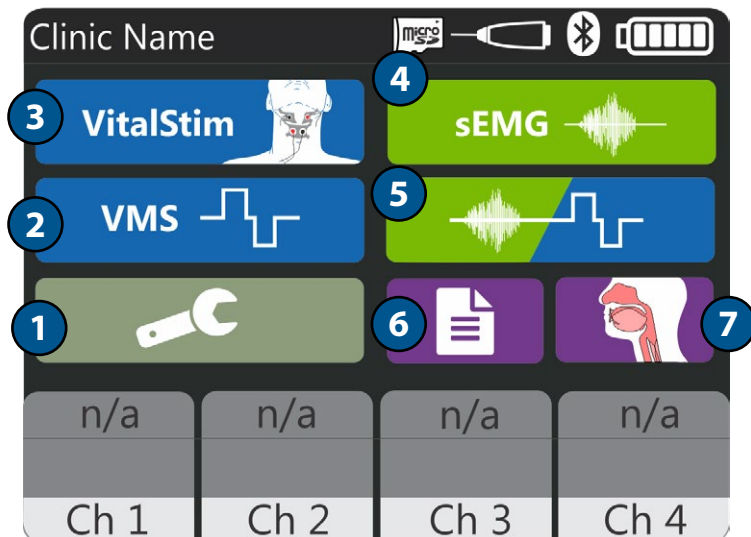 Clinic Name
micro SD
4
3 VitalStim
sEMG
5
2 VMS
1
6
7
n/a n/a n/a n/a
Ch 1 Ch 2 Ch 3 Ch 4